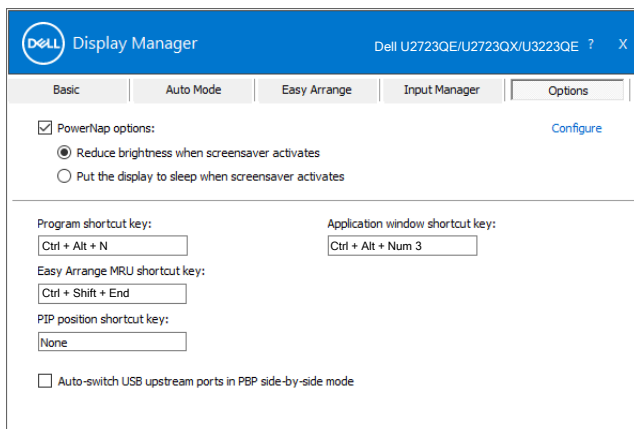 DELL Display Manager Dell U2723QE/U2723QX/U3223QE ? X
Basic Auto Mode Easy Arrange Input Manager Options
PowerNap options: Configure
Reduce brightness when screensaver activates
Put the display to sleep when screensaver activates
Program shortcut key: Application window shortcut key:
Ctrl + Alt + N Ctrl + Alt + Num 3
Easy Arrange MRU shortcut key:
Ctrl + Shift + End
PIP position shortcut key:
None
Auto-switch USB upstream ports in PBP side-by-side mode